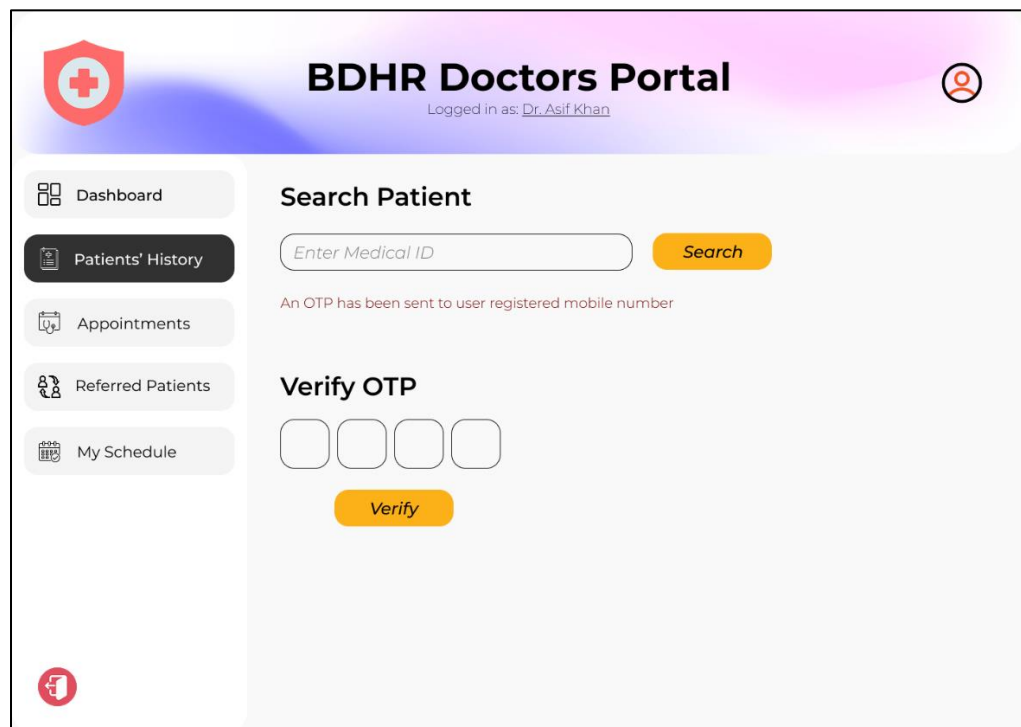 BDHR Doctors Portal
Logged in as: Dr. Asif Khan
Dashboard
Patients' History
Appointments
Referred Patients
My Schedule
Search Patient
Enter Medical ID
Search
An OTP has been sent to user registered mobile number
Verify OTP
Verify